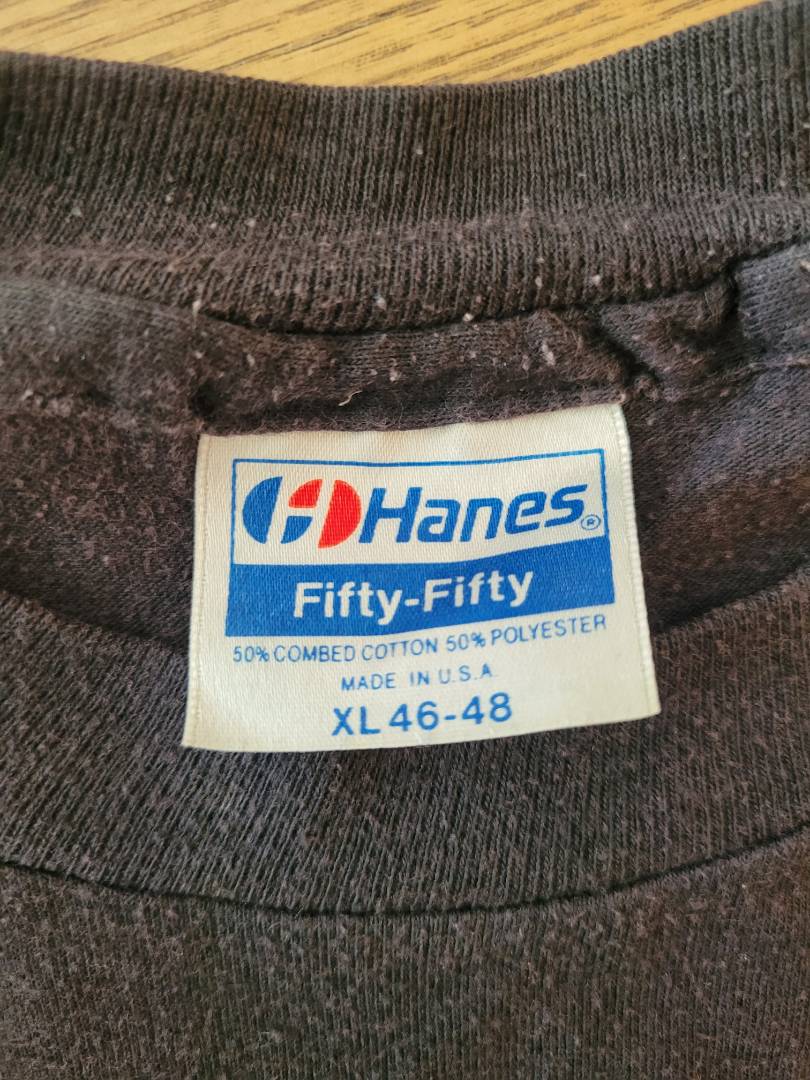 Hanes®
Fifty-Fifty
50% COMBED COTTON 50% POLYESTER
MADE IN U.S.A.
XL 46-48